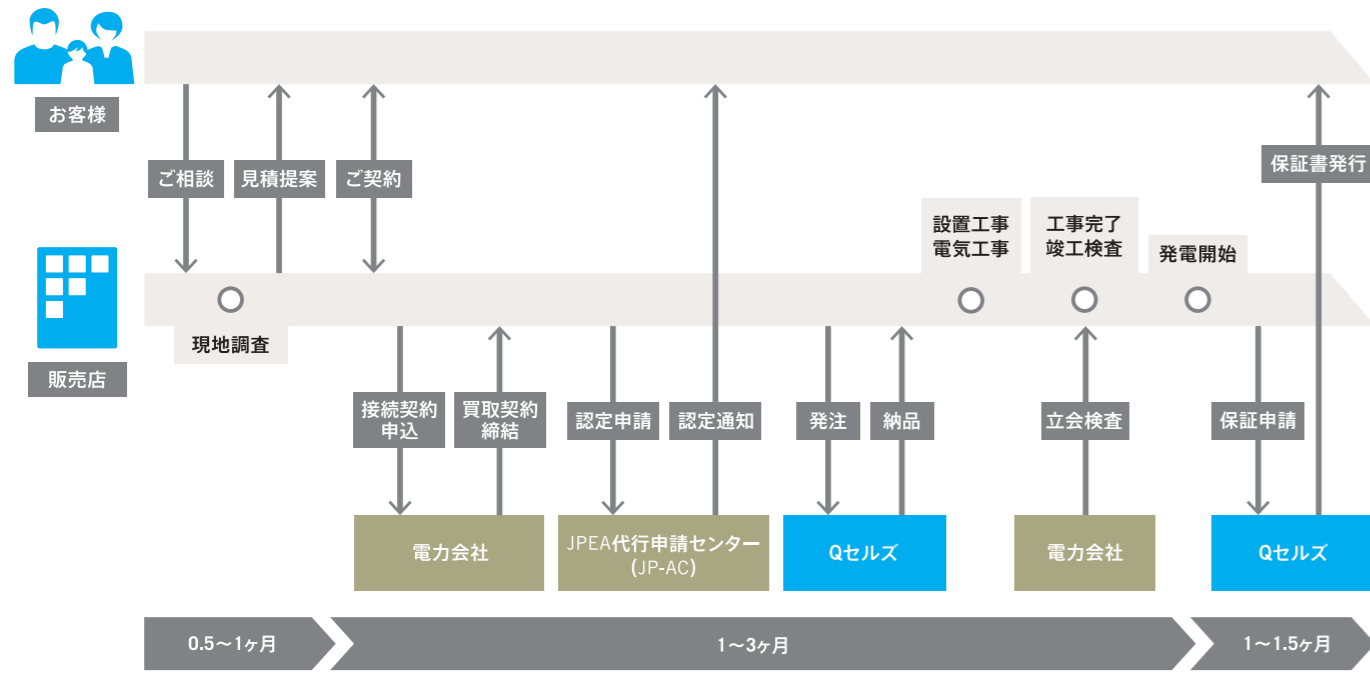 お客様
ご相談
見積提案
ご契約
保証書発行
設置工事
電気工事
工事完了
竣工検査
発電開始
現地調査
販売店
接続契約
申込
買取契約
締結
認定申請
認定通知
発注
納品
立会検査
保証申請
電力会社
JPEA代行申請センター
(JP-AC)
Qセルズ
電力会社
Qセルズ
0.5〜1ヶ月
1〜3ヶ月
1〜1.5ヶ月